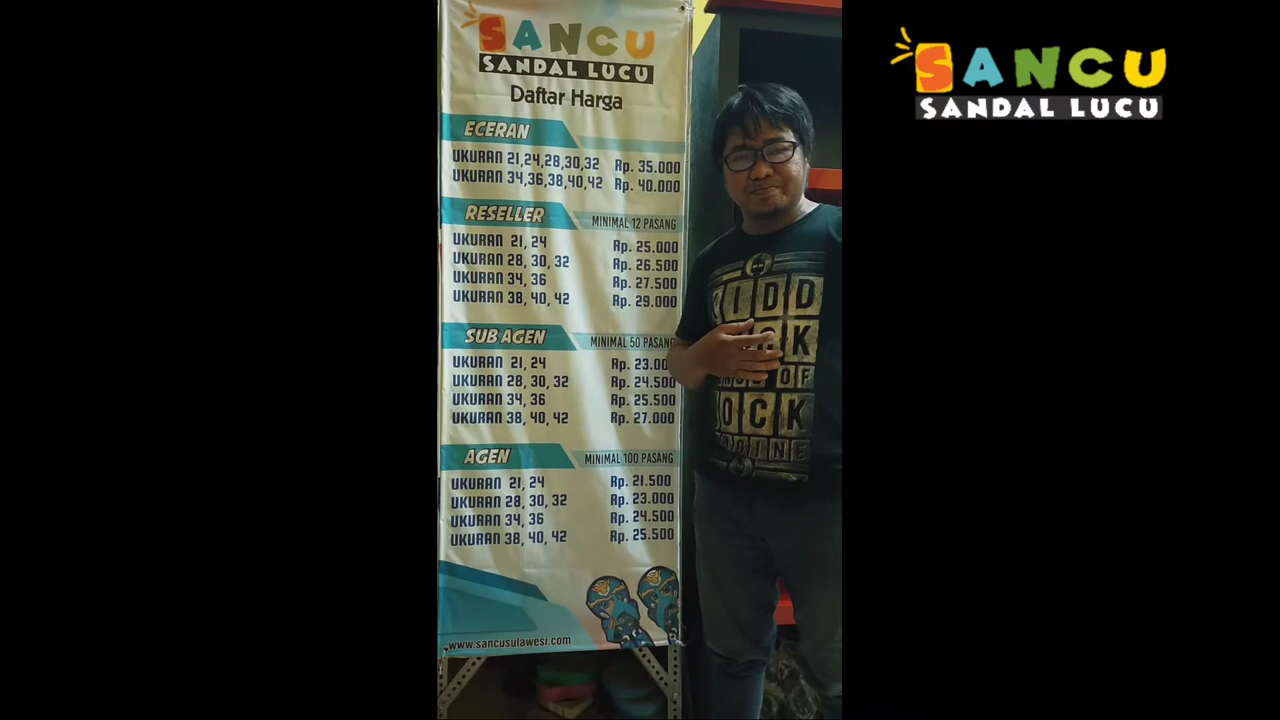 SANCU
SANDAL LUCU
Daftar Harga
ECERAN
UKURAN 21,24,28,30,32 Rp. 35.000
UKURAN 34,36,38,40,42 Rp. 40.000
RESELLER MINIMAL 12 PASANG
UKURAN 21, 24 Rp. 25.000
UKURAN 28, 30, 32 Rp. 26.500
UKURAN 34, 36 Rp. 27.500
UKURAN 38, 40, 42 Rp. 29.000
SUB AGEN MINIMAL 50 PASANG
UKURAN 21, 24 Rp. 23.00
UKURAN 28, 30, 32 Rp. 24.500
UKURAN 34, 36 Rp. 25.500
UKURAN 38, 40, 42 Rp. 27.000
AGEN MINIMAL 100 PASANG
UKURAN 21, 24 Rp. 21.500
UKURAN 28, 30, 32 Rp. 23.000
UKURAN 34, 36 Rp. 24.500
UKURAN 38, 40, 42 Rp. 25.500
www.sancusulawesi.com
SANCU
SANDAL LUCU
OF